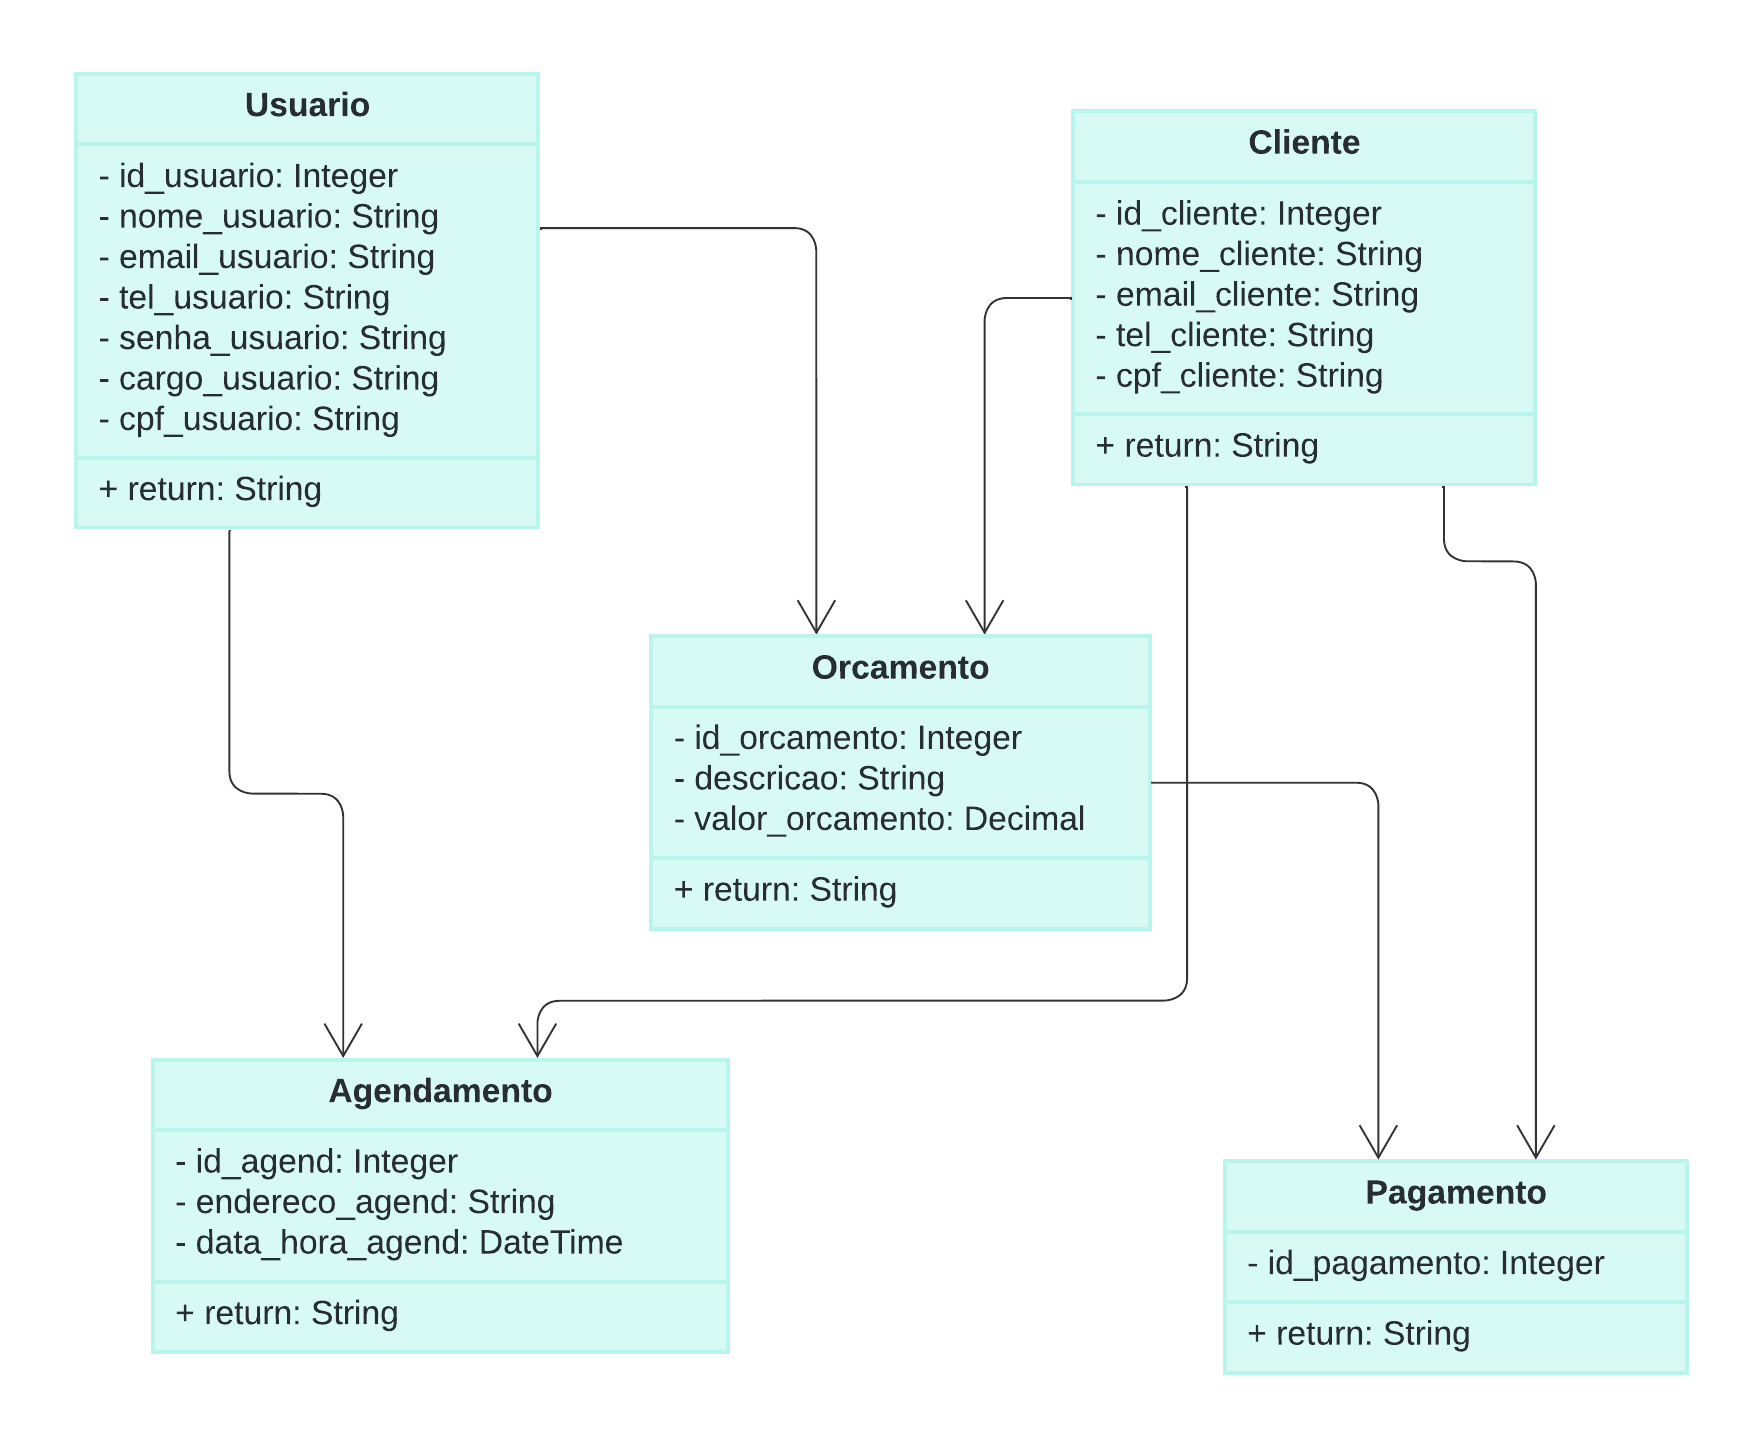 Usuario
- id_usuario: Integer
- nome_usuario: String
- email_usuario: String
- tel_usuario: String
- senha_usuario: String
- cargo_usuario: String
- cpf_usuario: String
+ return: String
Cliente
- id_cliente: Integer
- nome_cliente: String
- email_cliente: String
- tel_cliente: String
- cpf_cliente: String
+ return: String
Orcamento
- id_orcamento: Integer
- descricao: String
- valor_orcamento: Decimal
+ return: String
Agendamento
- id_agend: Integer
- endereco_agend: String
- data_hora_agend: DateTime
+ return: String
Pagamento
- id_pagamento: Integer
+ return: String